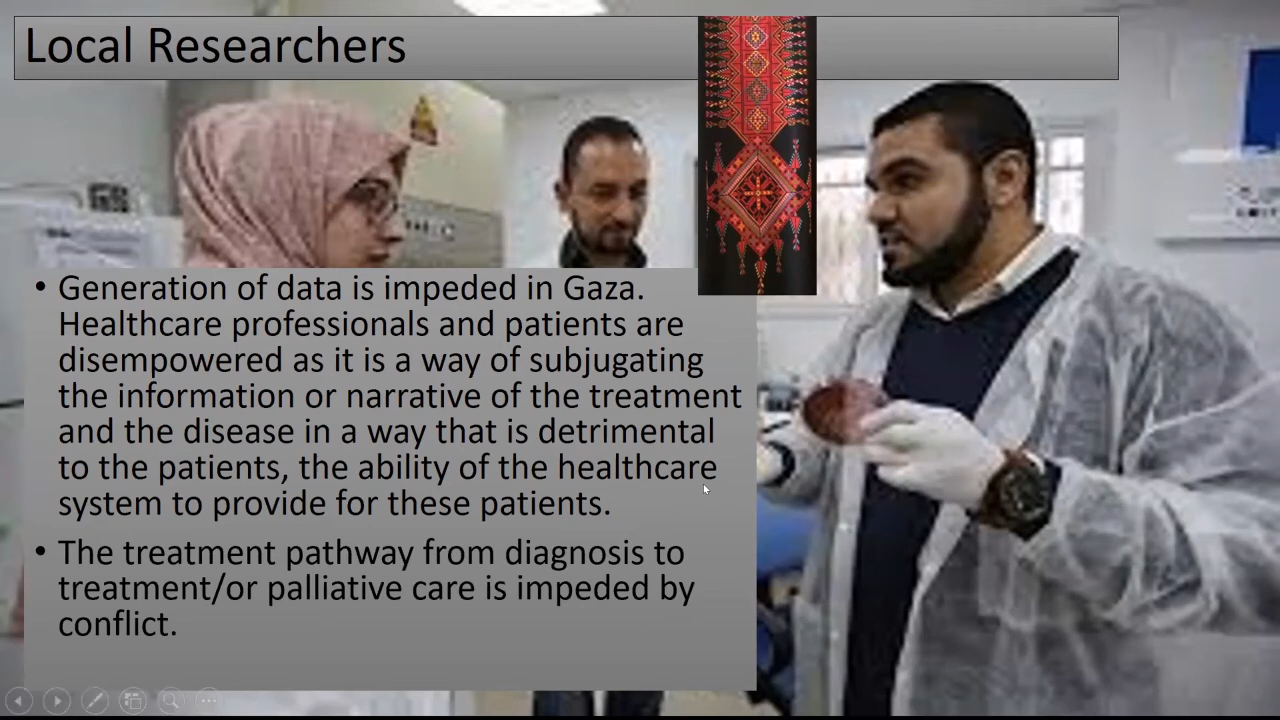 Local Researchers
• Generation of data is impeded in Gaza.
Healthcare professionals and patients are
disempowered as it is a way of subjugating
the information or narrative of the treatment
and the disease in a way that is detrimental
to the patients, the ability of the healthcare
system to provide for these patients.
• The treatment pathway from diagnosis to
treatment/or palliative care is impeded by
conflict.